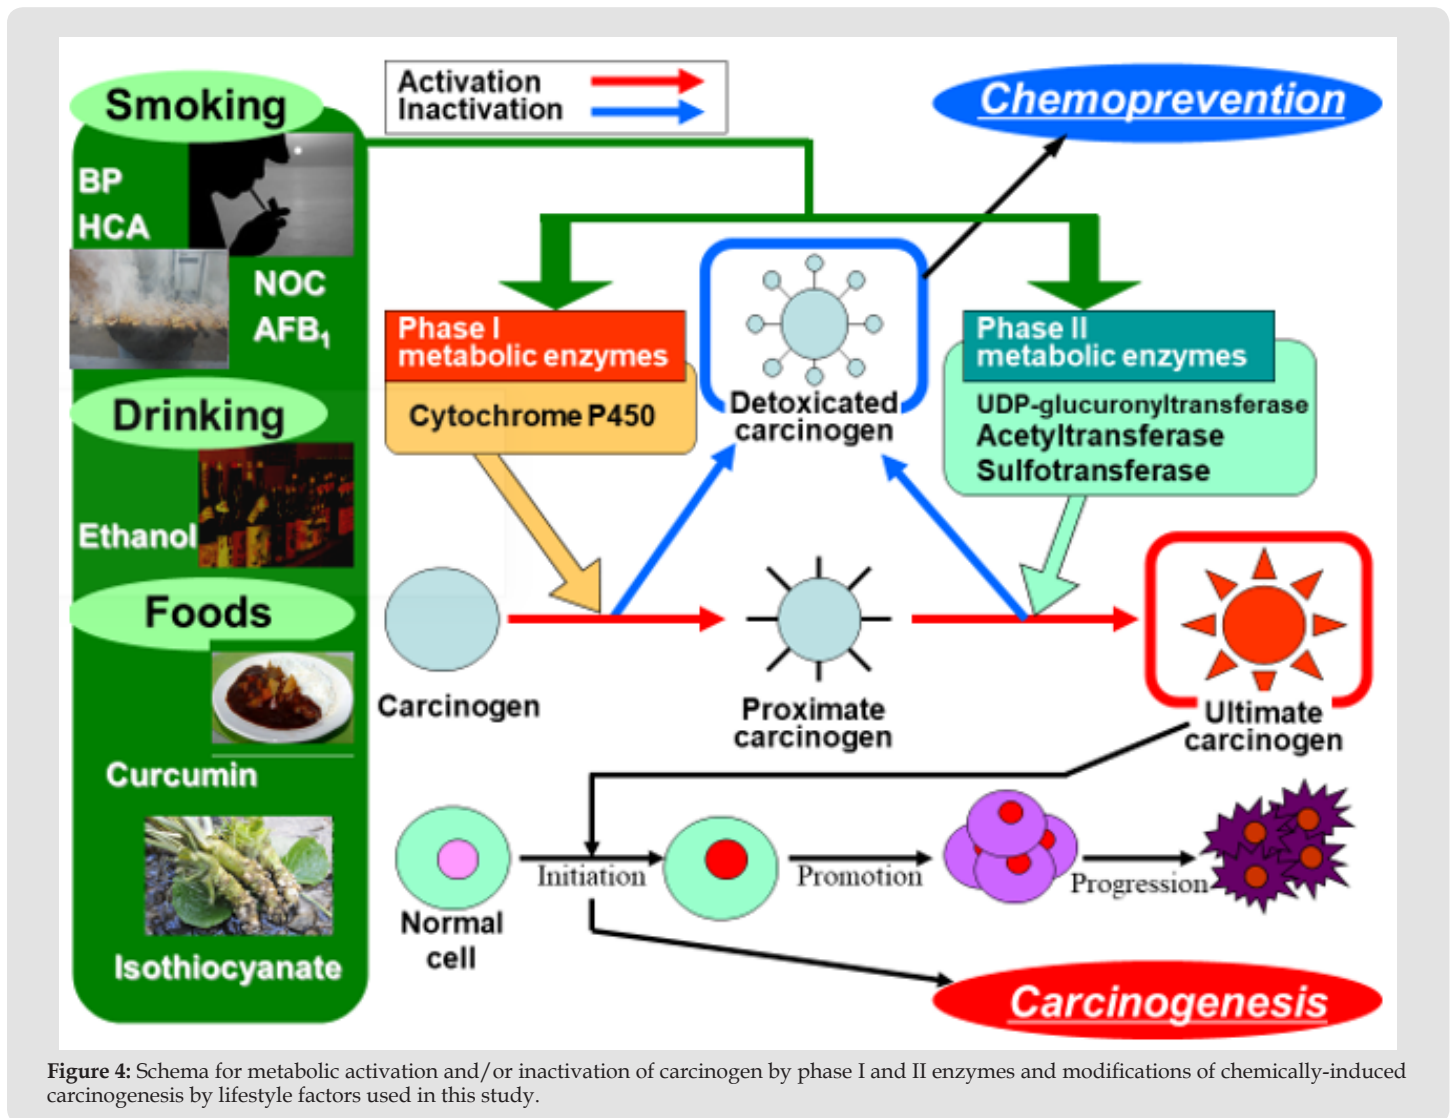 Smoking
BP
HCA
NOC
AFB₁
Drinking
Ethanol
Foods
Curcumin
Isothiocyanate
Activation
Inactivation
Chemoprevention
Phase I
metabolic enzymes
Cytochrome P450
Detoxicated
carcinogen
Phase II
metabolic enzymes
UDP-glucuronyltransferase
Acetyltransferase
Sulfotransferase
Carcinogen
Proximate
carcinogen
Ultimate
carcinogen
Normal
cell
Initiation
Promotion
Progression
Carcinogenesis
Figure 4: Schema for metabolic activation and/or inactivation of carcinogen by phase I and II enzymes and modifications of chemically-induced
carcinogenesis by lifestyle factors used in this study.